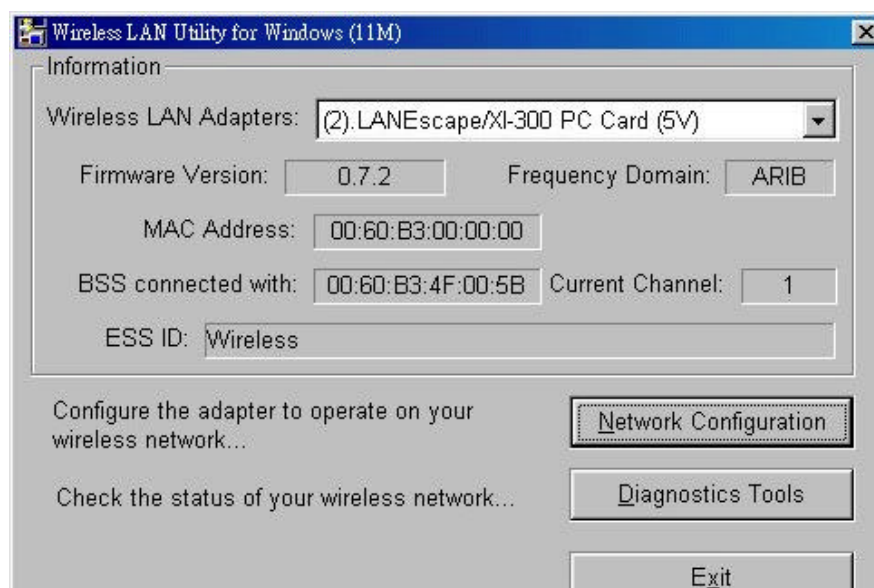 Wireless LAN Utility for Windows (11M)
Information
Wireless LAN Adapters: (2).LANEscape/XI-300 PC Card (5V)
Firmware Version: 0.7.2 Frequency Domain: ARIB
MAC Address: 00:60:B3:00:00:00
BSS connected with: 00:60:B3:4F:00:5B Current Channel: 1
ESS ID: Wireless
Configure the adapter to operate on your
wireless network...
Network Configuration
Check the status of your wireless network...
Diagnostics Tools
Exit